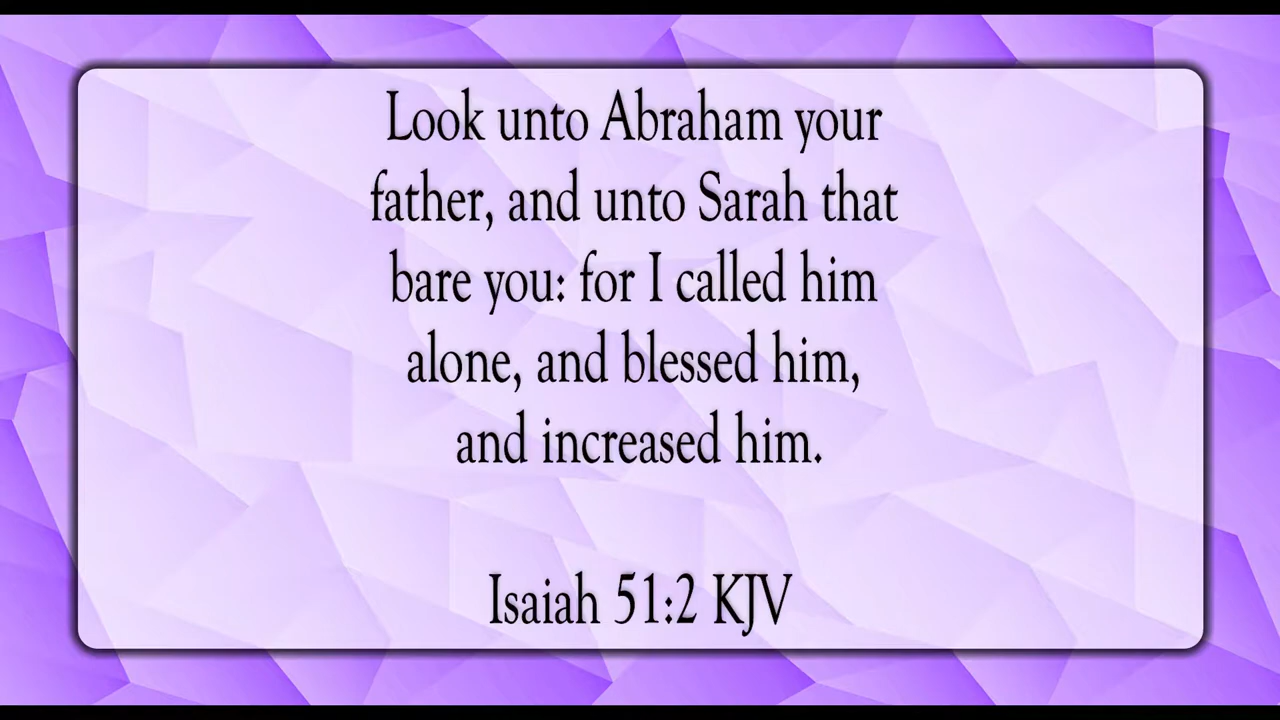 Look unto Abraham your
father, and unto Sarah that
bare you: for I called him
alone, and blessed him,
and increased him.
Isaiah 51:2 KJV